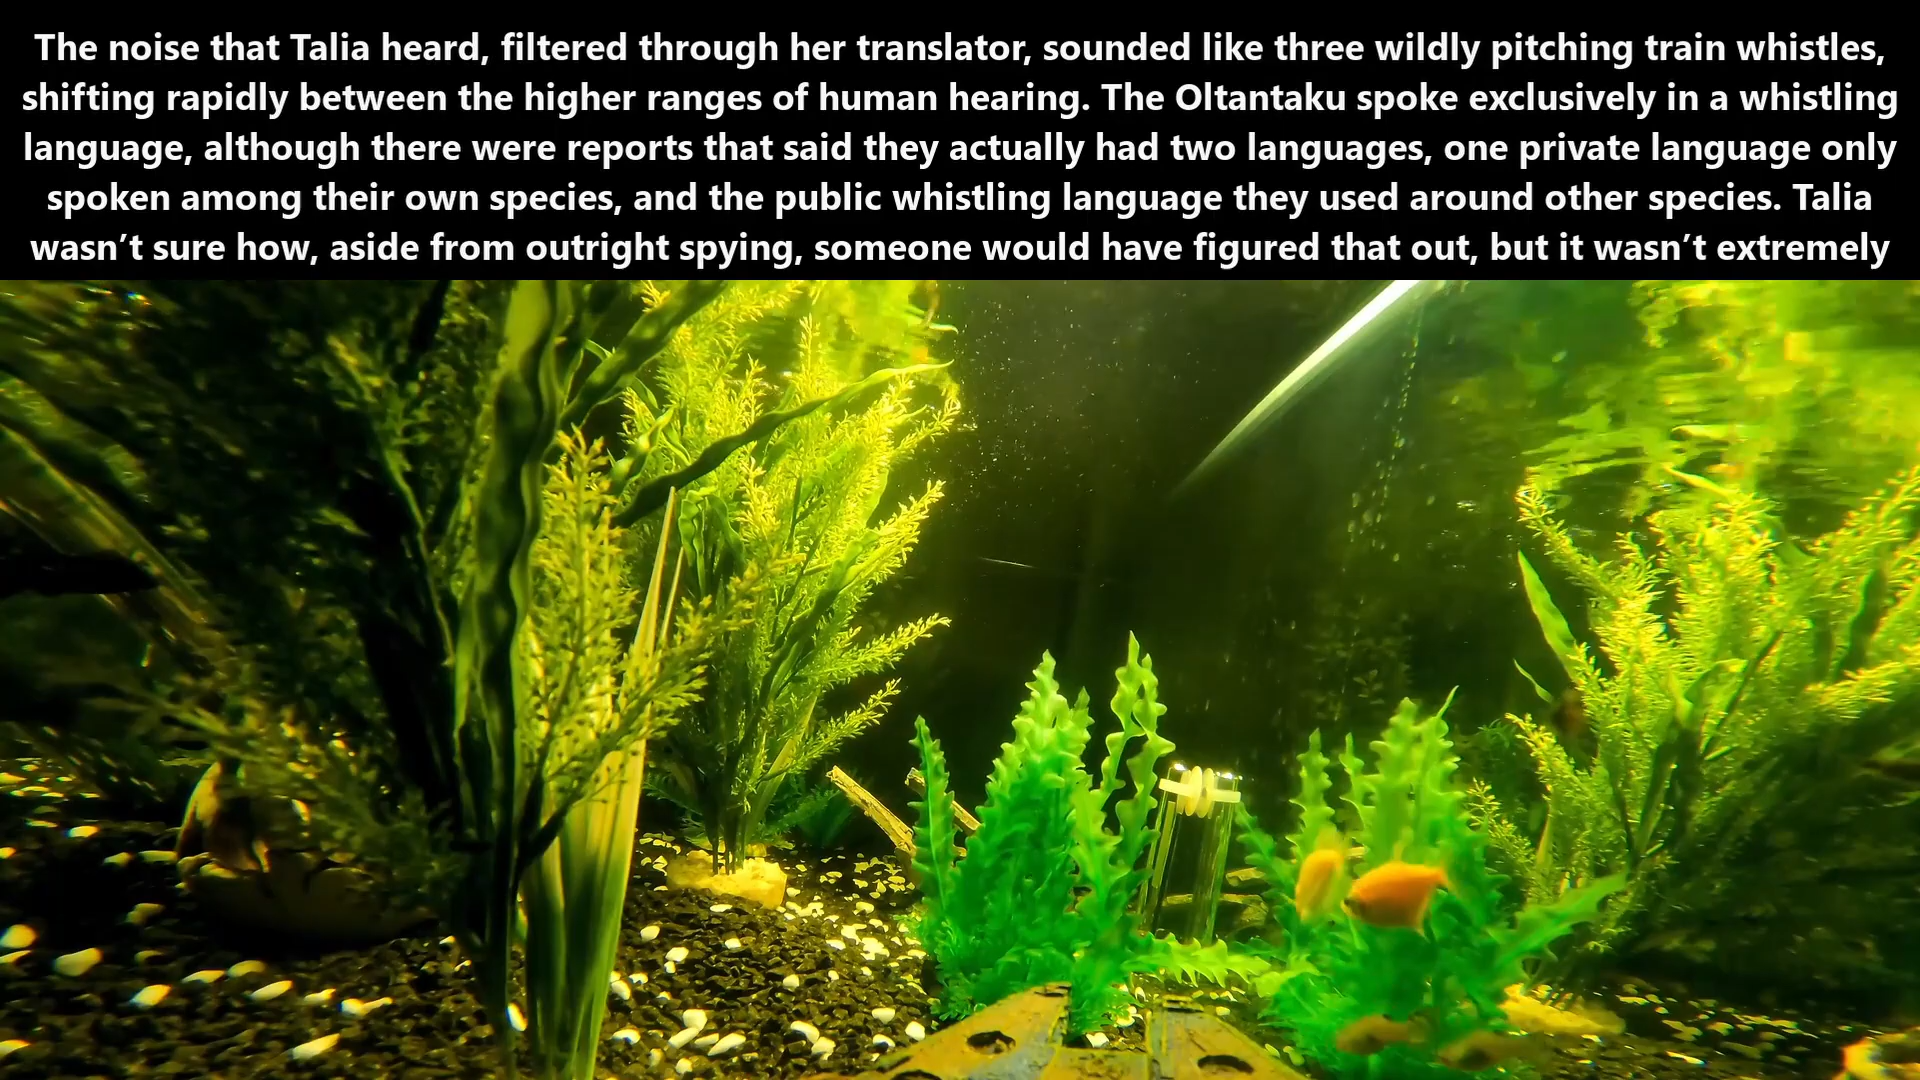 The noise that Talia heard, filtered through her translator, sounded like three wildly pitching train whistles,
shifting rapidly between the higher ranges of human hearing. The Oltantaku spoke exclusively in a whistling
language, although there were reports that said they actually had two languages, one private language only
spoken among their own species, and the public whistling language they used around other species. Talia
wasn’t sure how, aside from outright spying, someone would have figured that out, but it wasn’t extremely